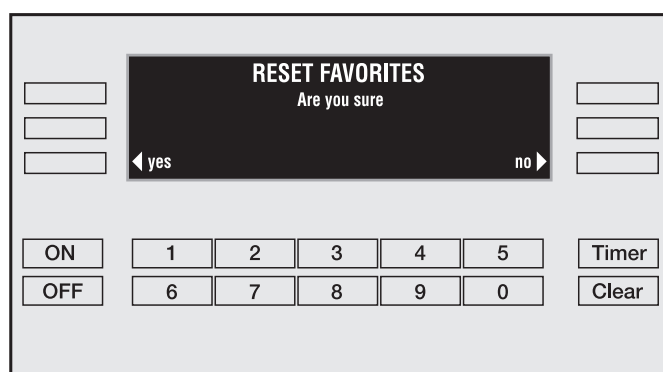 RESET FAVORITES
Are you sure
yes no
ON 1 2 3 4 5 Timer
OFF 6 7 8 9 0 Clear